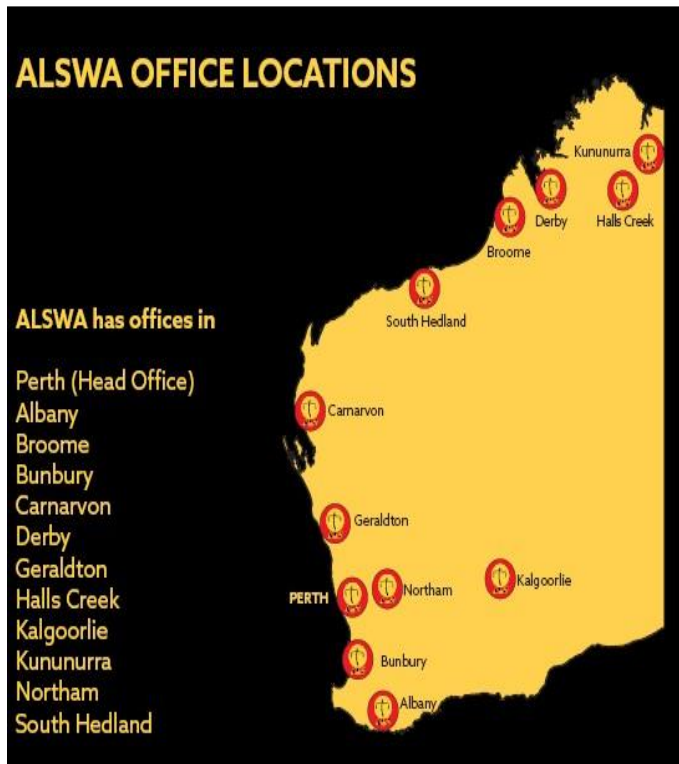 ALSWA OFFICE LOCATIONS
Kununurra
Derby
Halls Creek
Broome
South Hedland
ALSWA has offices in
Perth (Head Office)
Albany
Broome
Bunbury
Carnarvon
Derby
Geraldton
Halls Creek
Kalgoorlie
Kununurra
Northam
South Hedland
Carnarvon
Geraldton
PERTH
Northam
Kalgoorlie
Bunbury
Albany